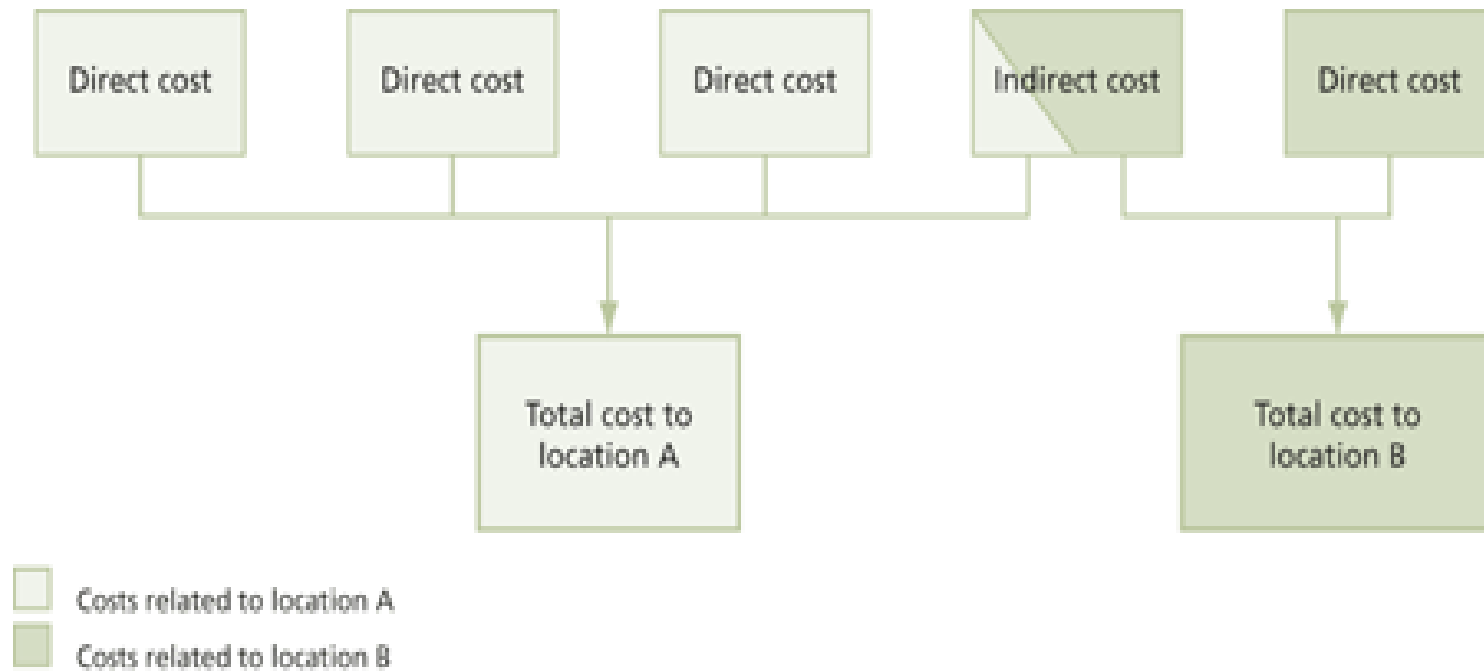 Direct cost
Direct cost
Direct cost
Indirect cost
Direct cost
Total cost to
location A
Total cost to
location B
Costs related to location A
Costs related to location B